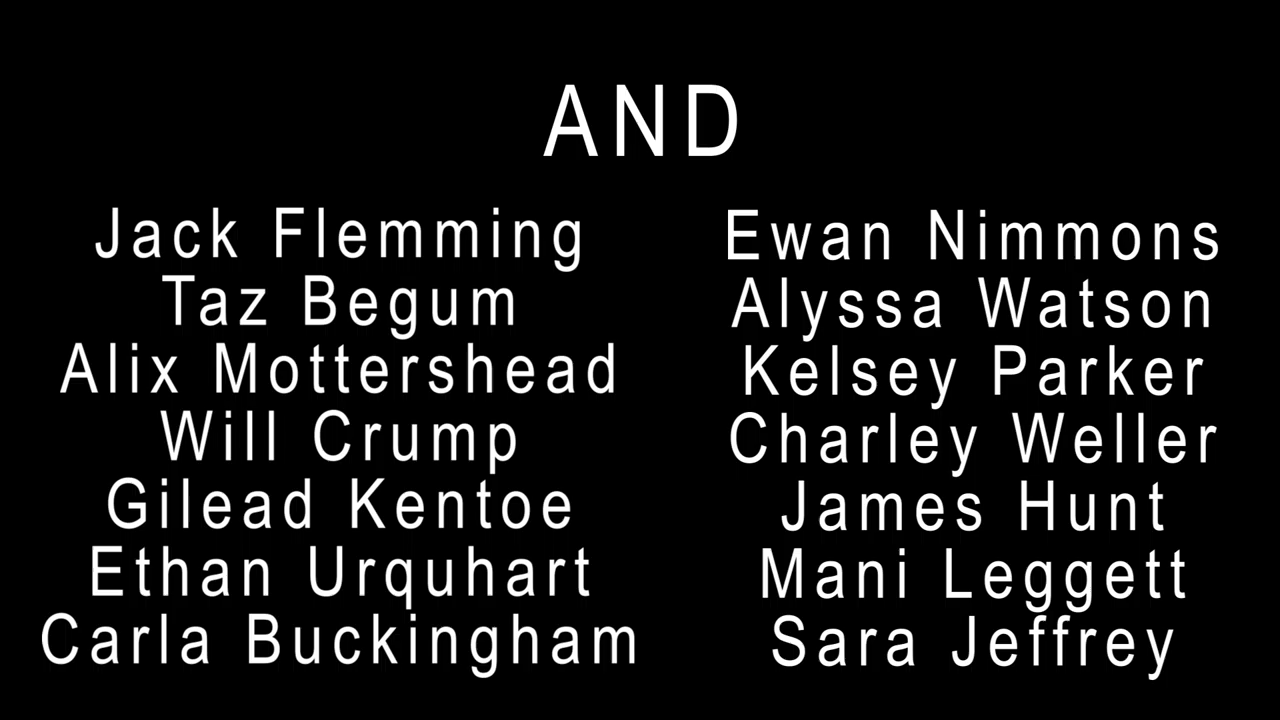 AND
Jack Flemming
Taz Begum
Alix Mottershead
Will Crump
Gilead Kentoe
Ethan Urquhart
Carla Buckingham
Ewan Nimmons
Alyssa Watson
Kelsey Parker
Charley Weller
James Hunt
Mani Leggett
Sara Jeffrey